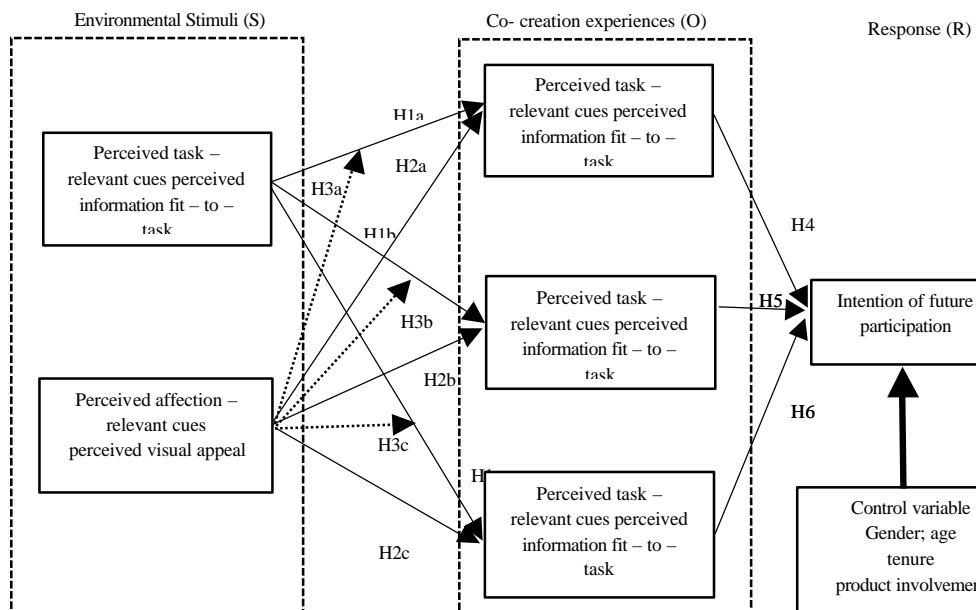 Environmental Stimuli (S)
Co- creation experiences (O)
Response (R)
Perceived task –
relevant cues perceived
information fit – to –
task
Perceived affection –
relevant cues
perceived visual appeal
H1a
H2a
H3a
H1b
H3b
H2b
H3c
H2c
Perceived task –
relevant cues perceived
information fit – to –
task
Perceived task –
relevant cues perceived
information fit – to –
task
Perceived task –
relevant cues perceived
information fit – to –
task
H4
H5
H6
Intention of future
participation
Control variable
Gender; age
tenure
product involvemen